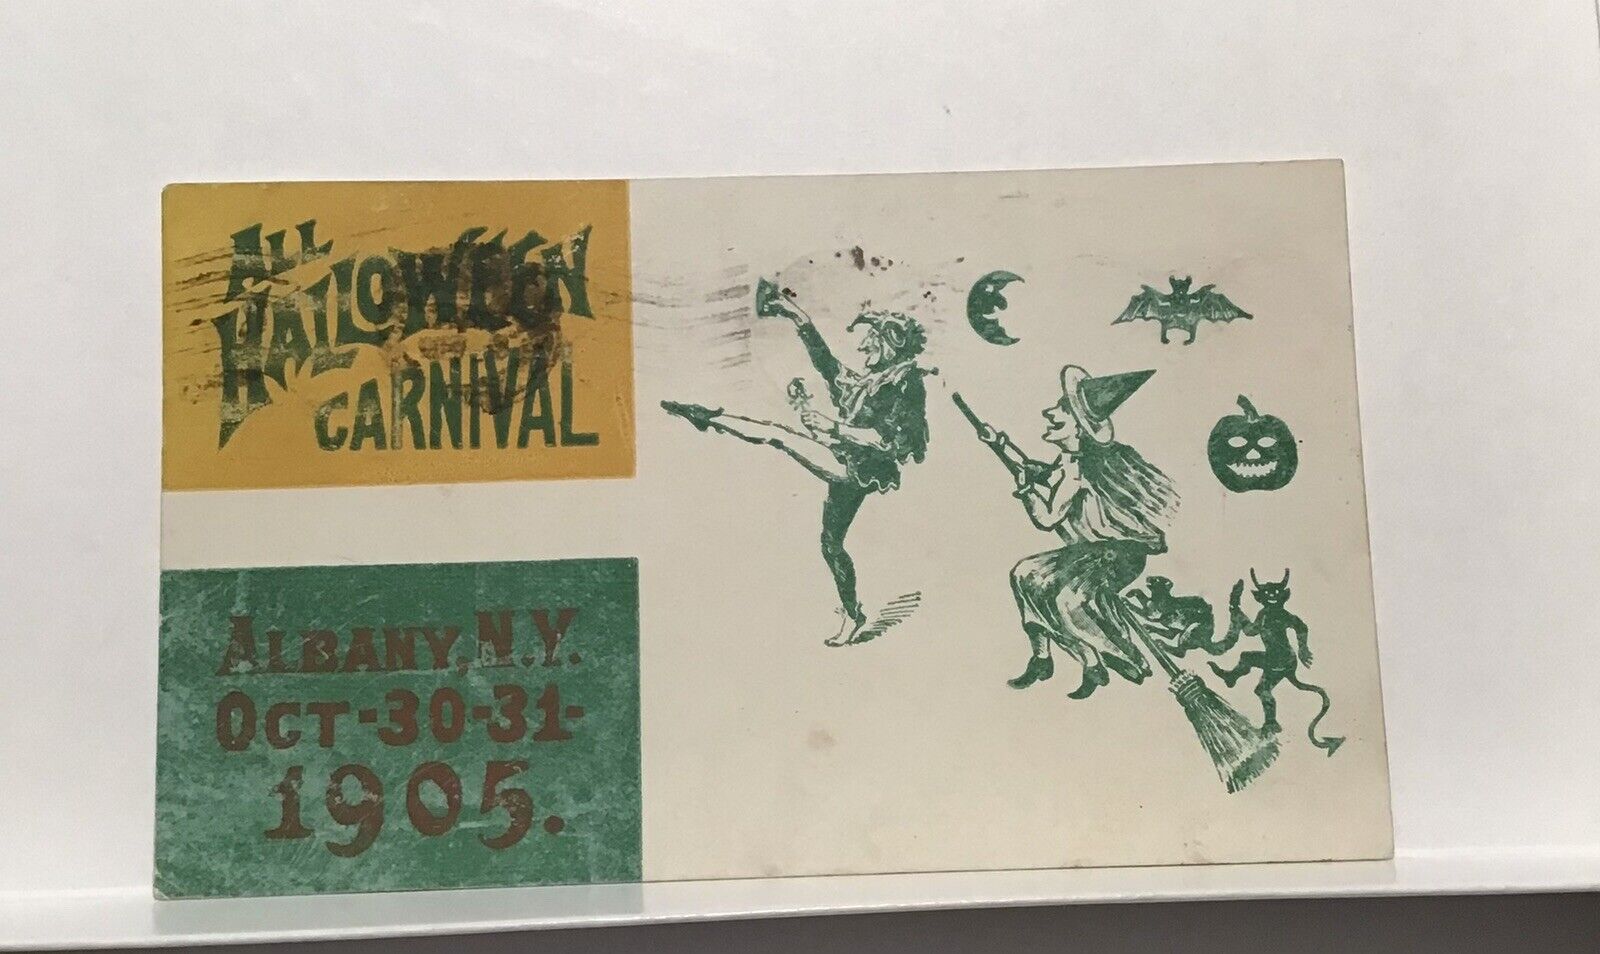 ALL
HALLOWEEN
CARNIVAL
ALBANY, N.Y.
OCT-30-31-
1905.